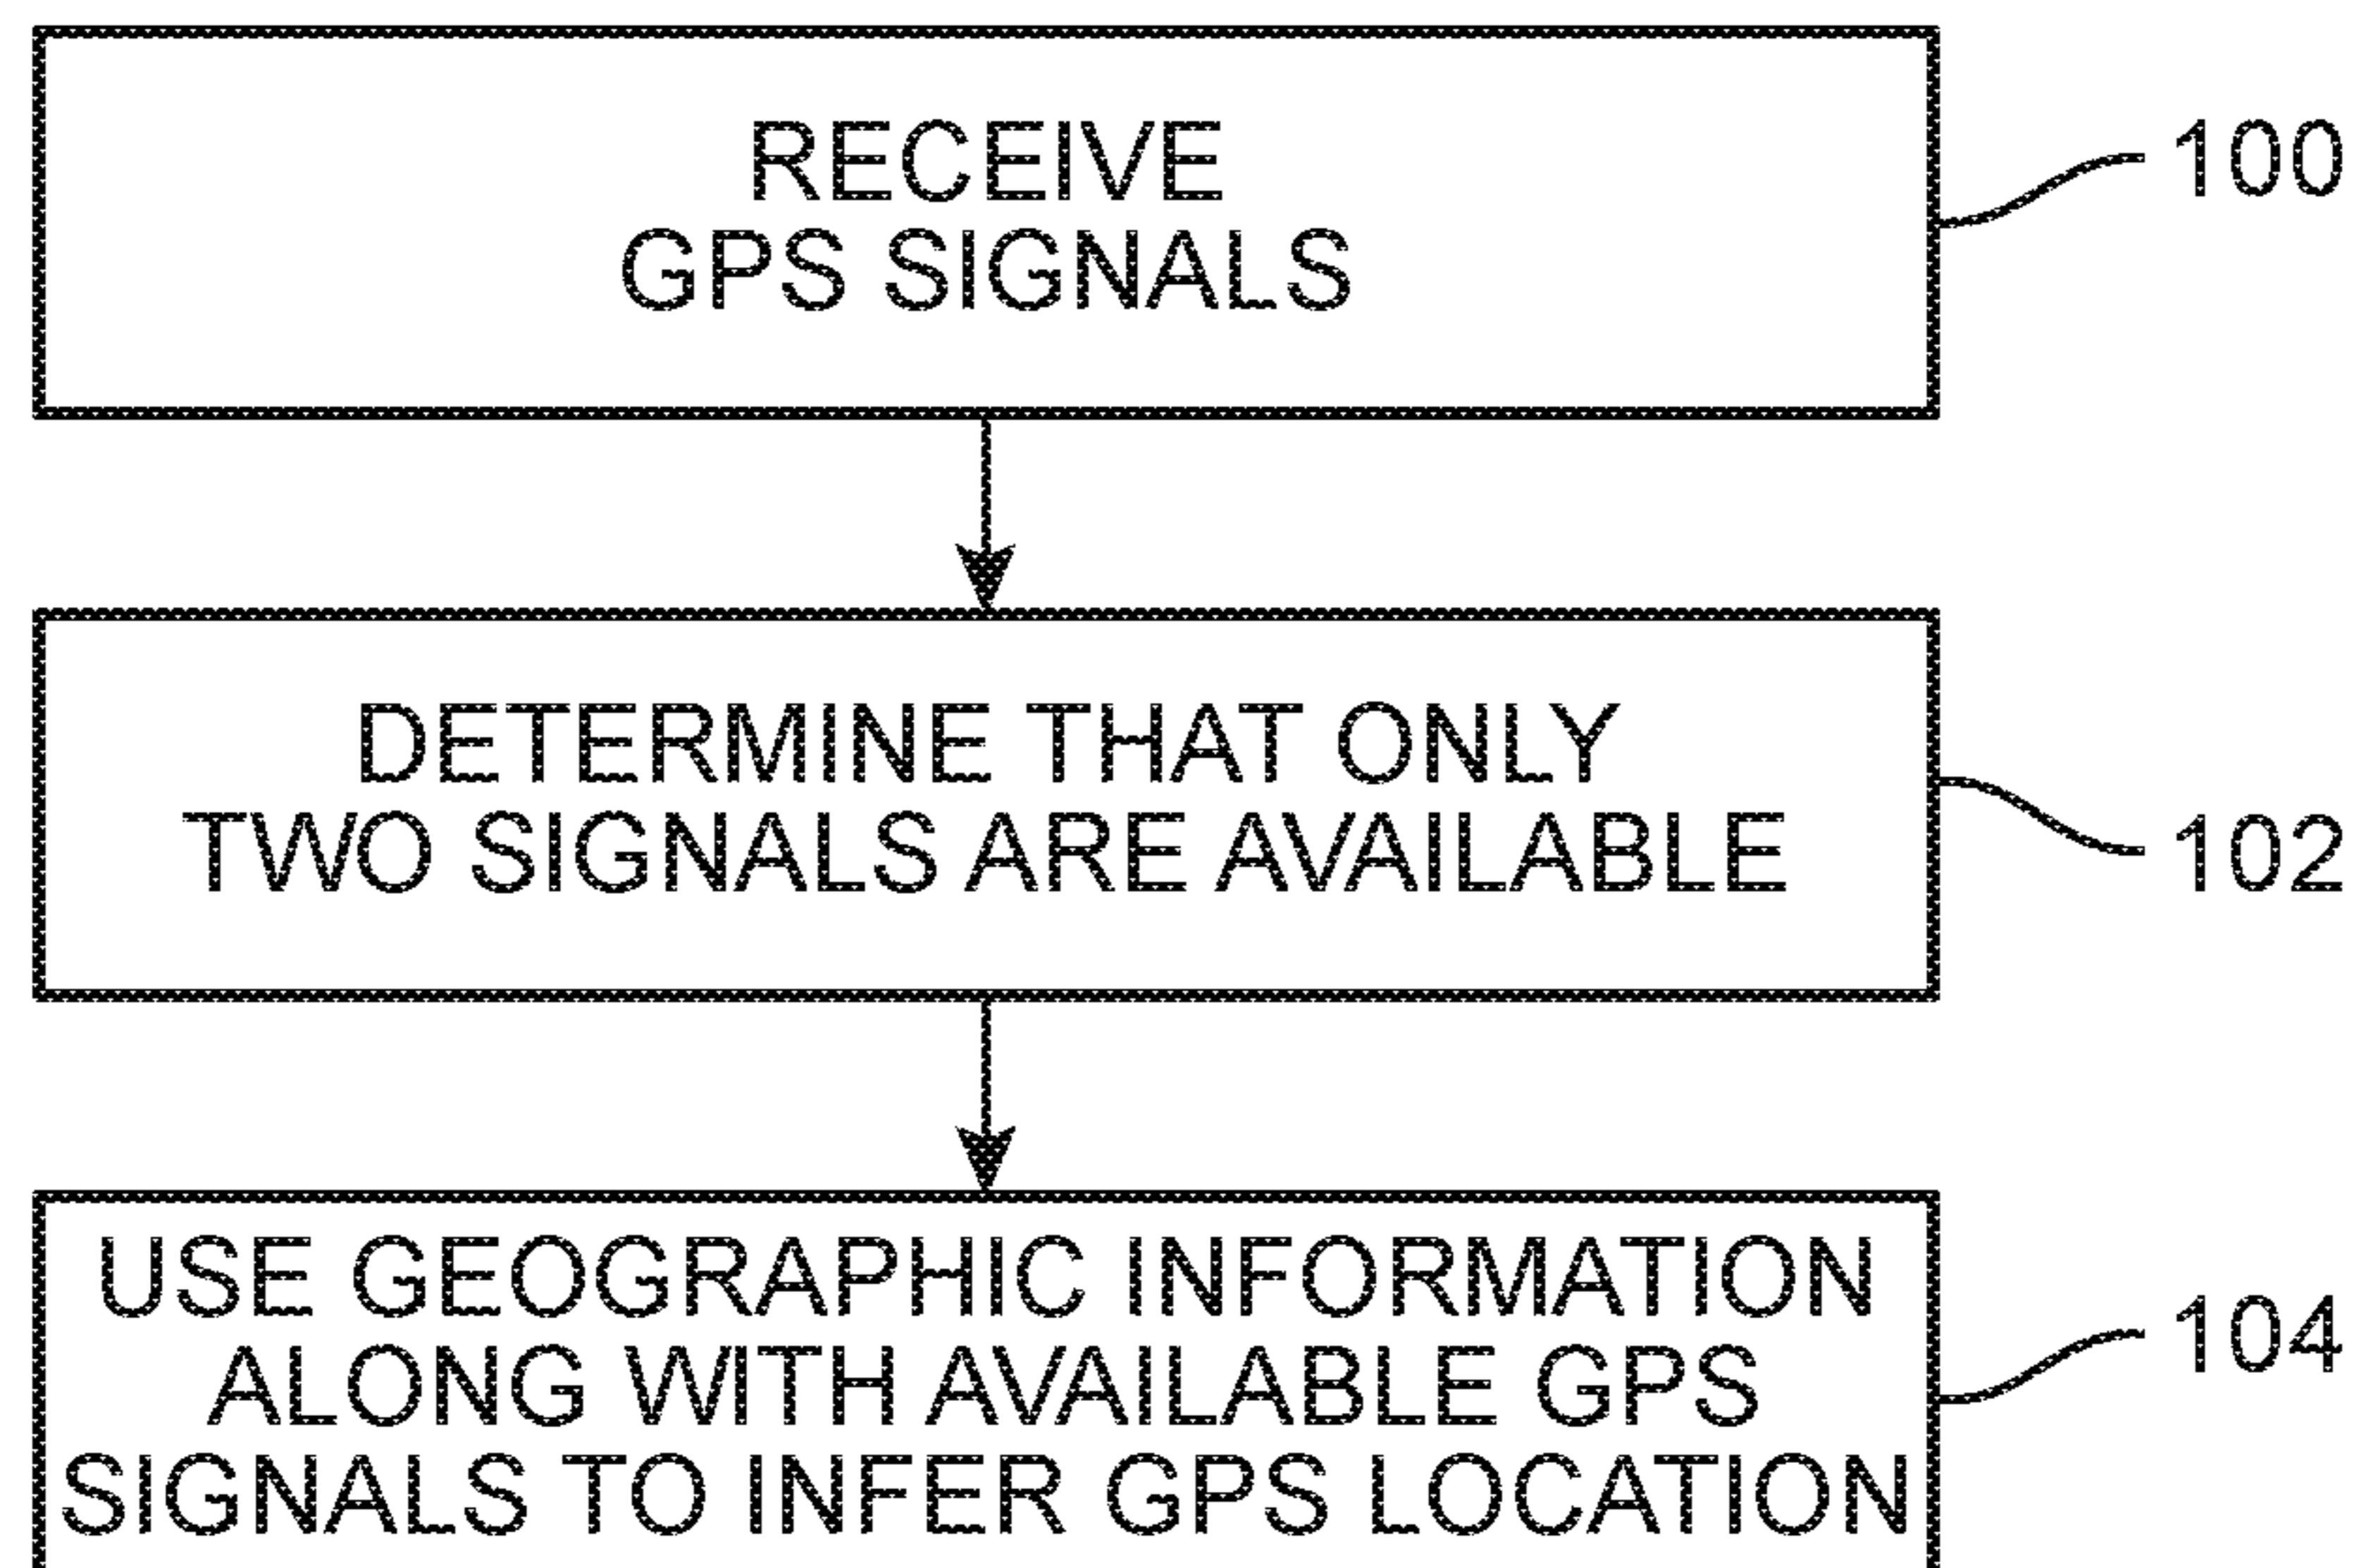 RECEIVE
GPS SIGNALS
100
DETERMINE THAT ONLY
TWO SIGNALS ARE AVAILABLE
102
USE GEOGRAPHIC INFORMATION
ALONG WITH AVAILABLE GPS
SIGNALS TO INFER GPS LOCATION
104